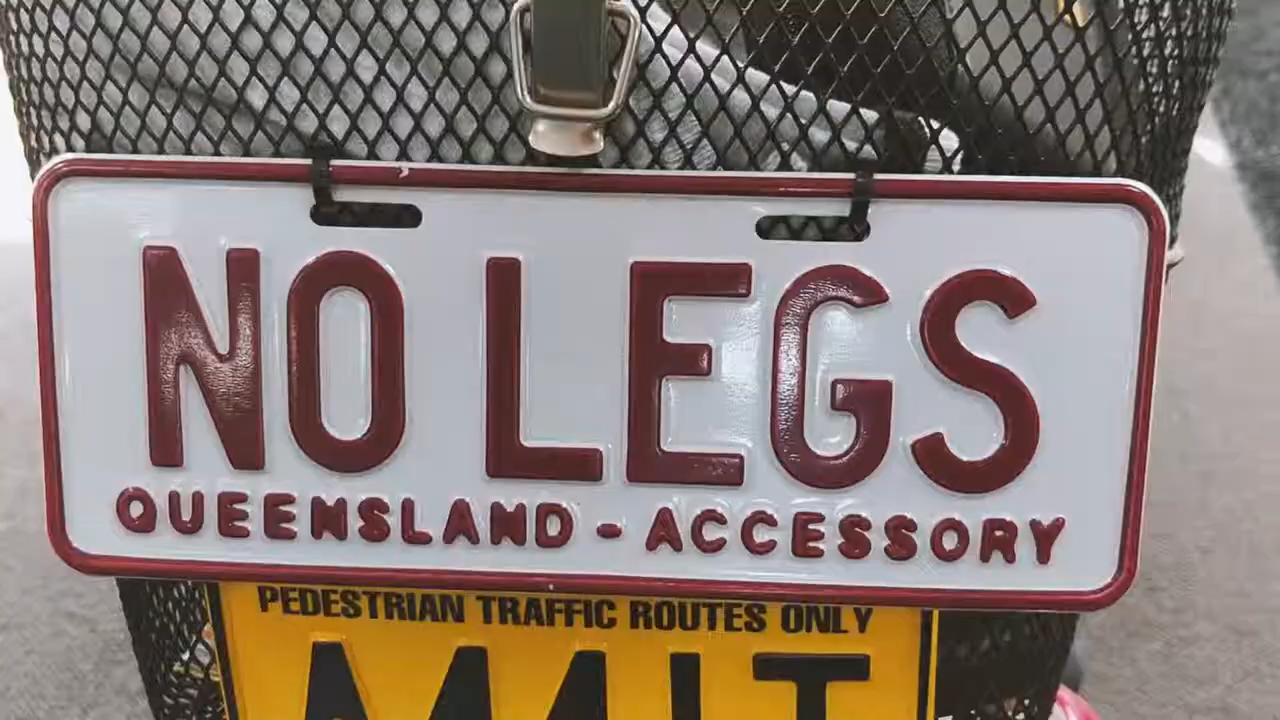 NO LEGS
QUEENSLAND - ACCESSORY
PEDESTRIAN TRAFFIC ROUTES ONLY